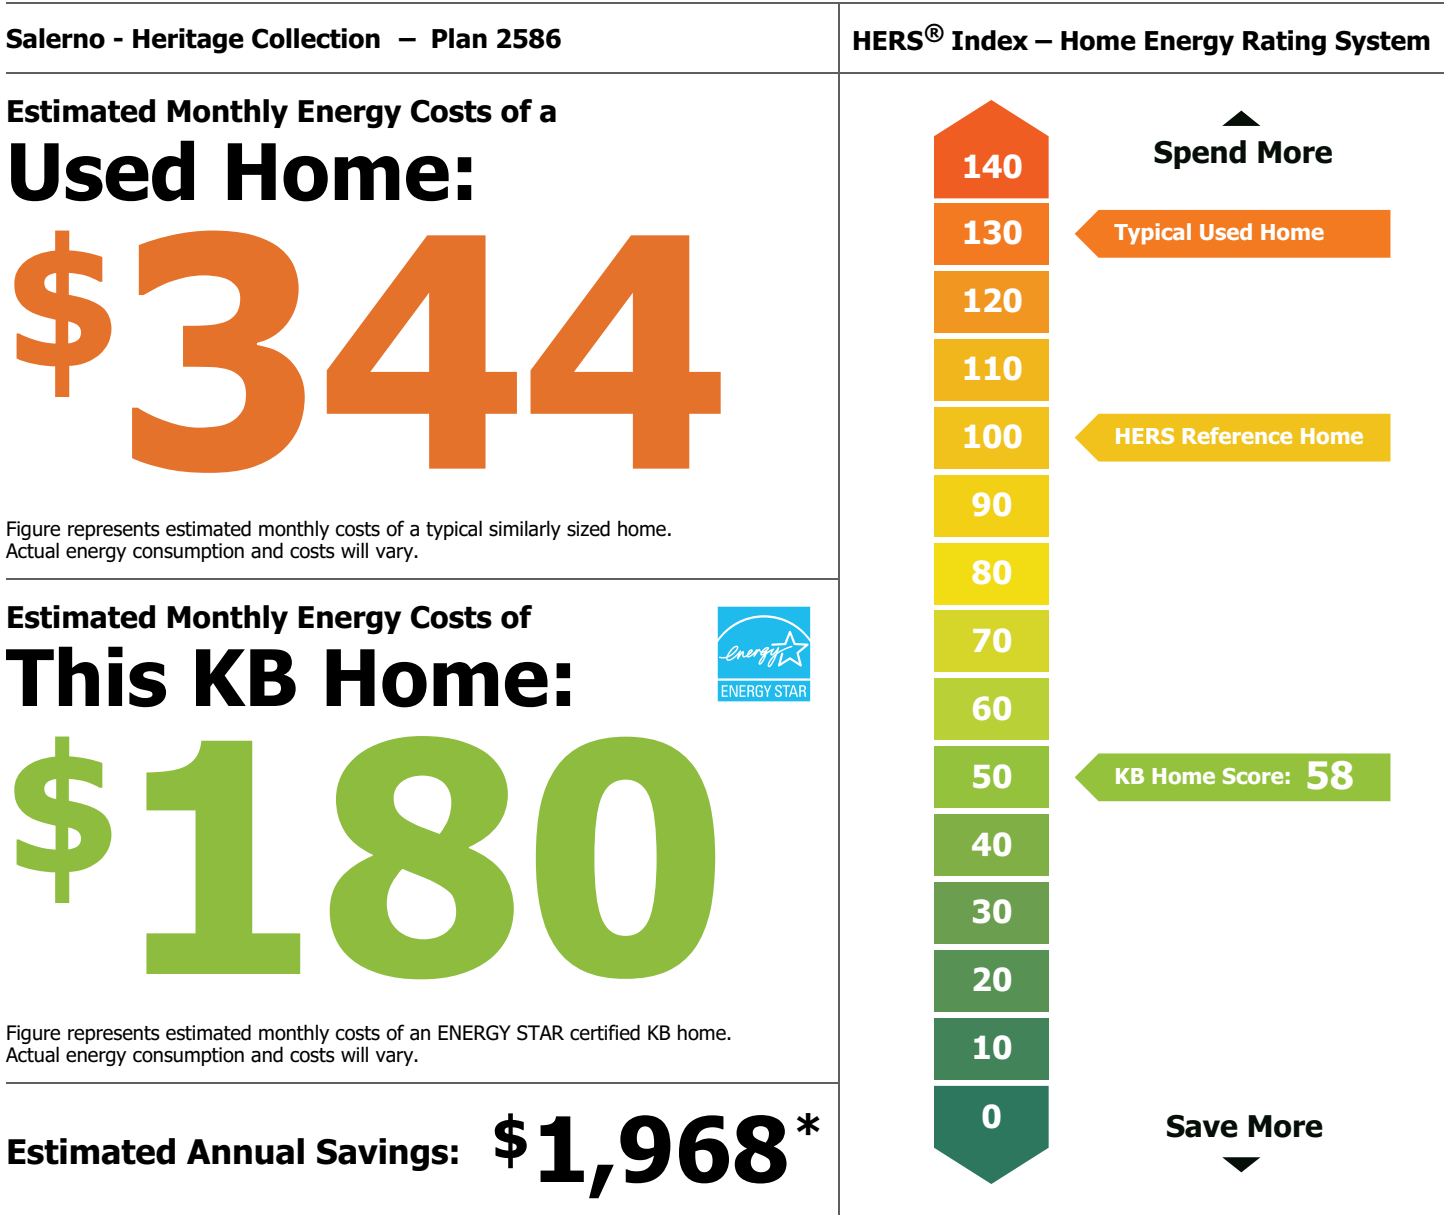 Salerno - Heritage Collection – Plan 2586
Estimated Monthly Energy Costs of a
Used Home:
$344
Figure represents estimated monthly costs of a typical similarly sized home.
Actual energy consumption and costs will vary.
Estimated Monthly Energy Costs of
This KB Home:
energy
ENERGY STAR
$180
Figure represents estimated monthly costs of an ENERGY STAR certified KB home.
Actual energy consumption and costs will vary.
Estimated Annual Savings: $1,968*
HERS® Index – Home Energy Rating System
Spend More
140
130 Typical Used Home
120
110
100 HERS Reference Home
90
80
70
60
50 KB Home Score: 58
40
30
20
10
0
Save More